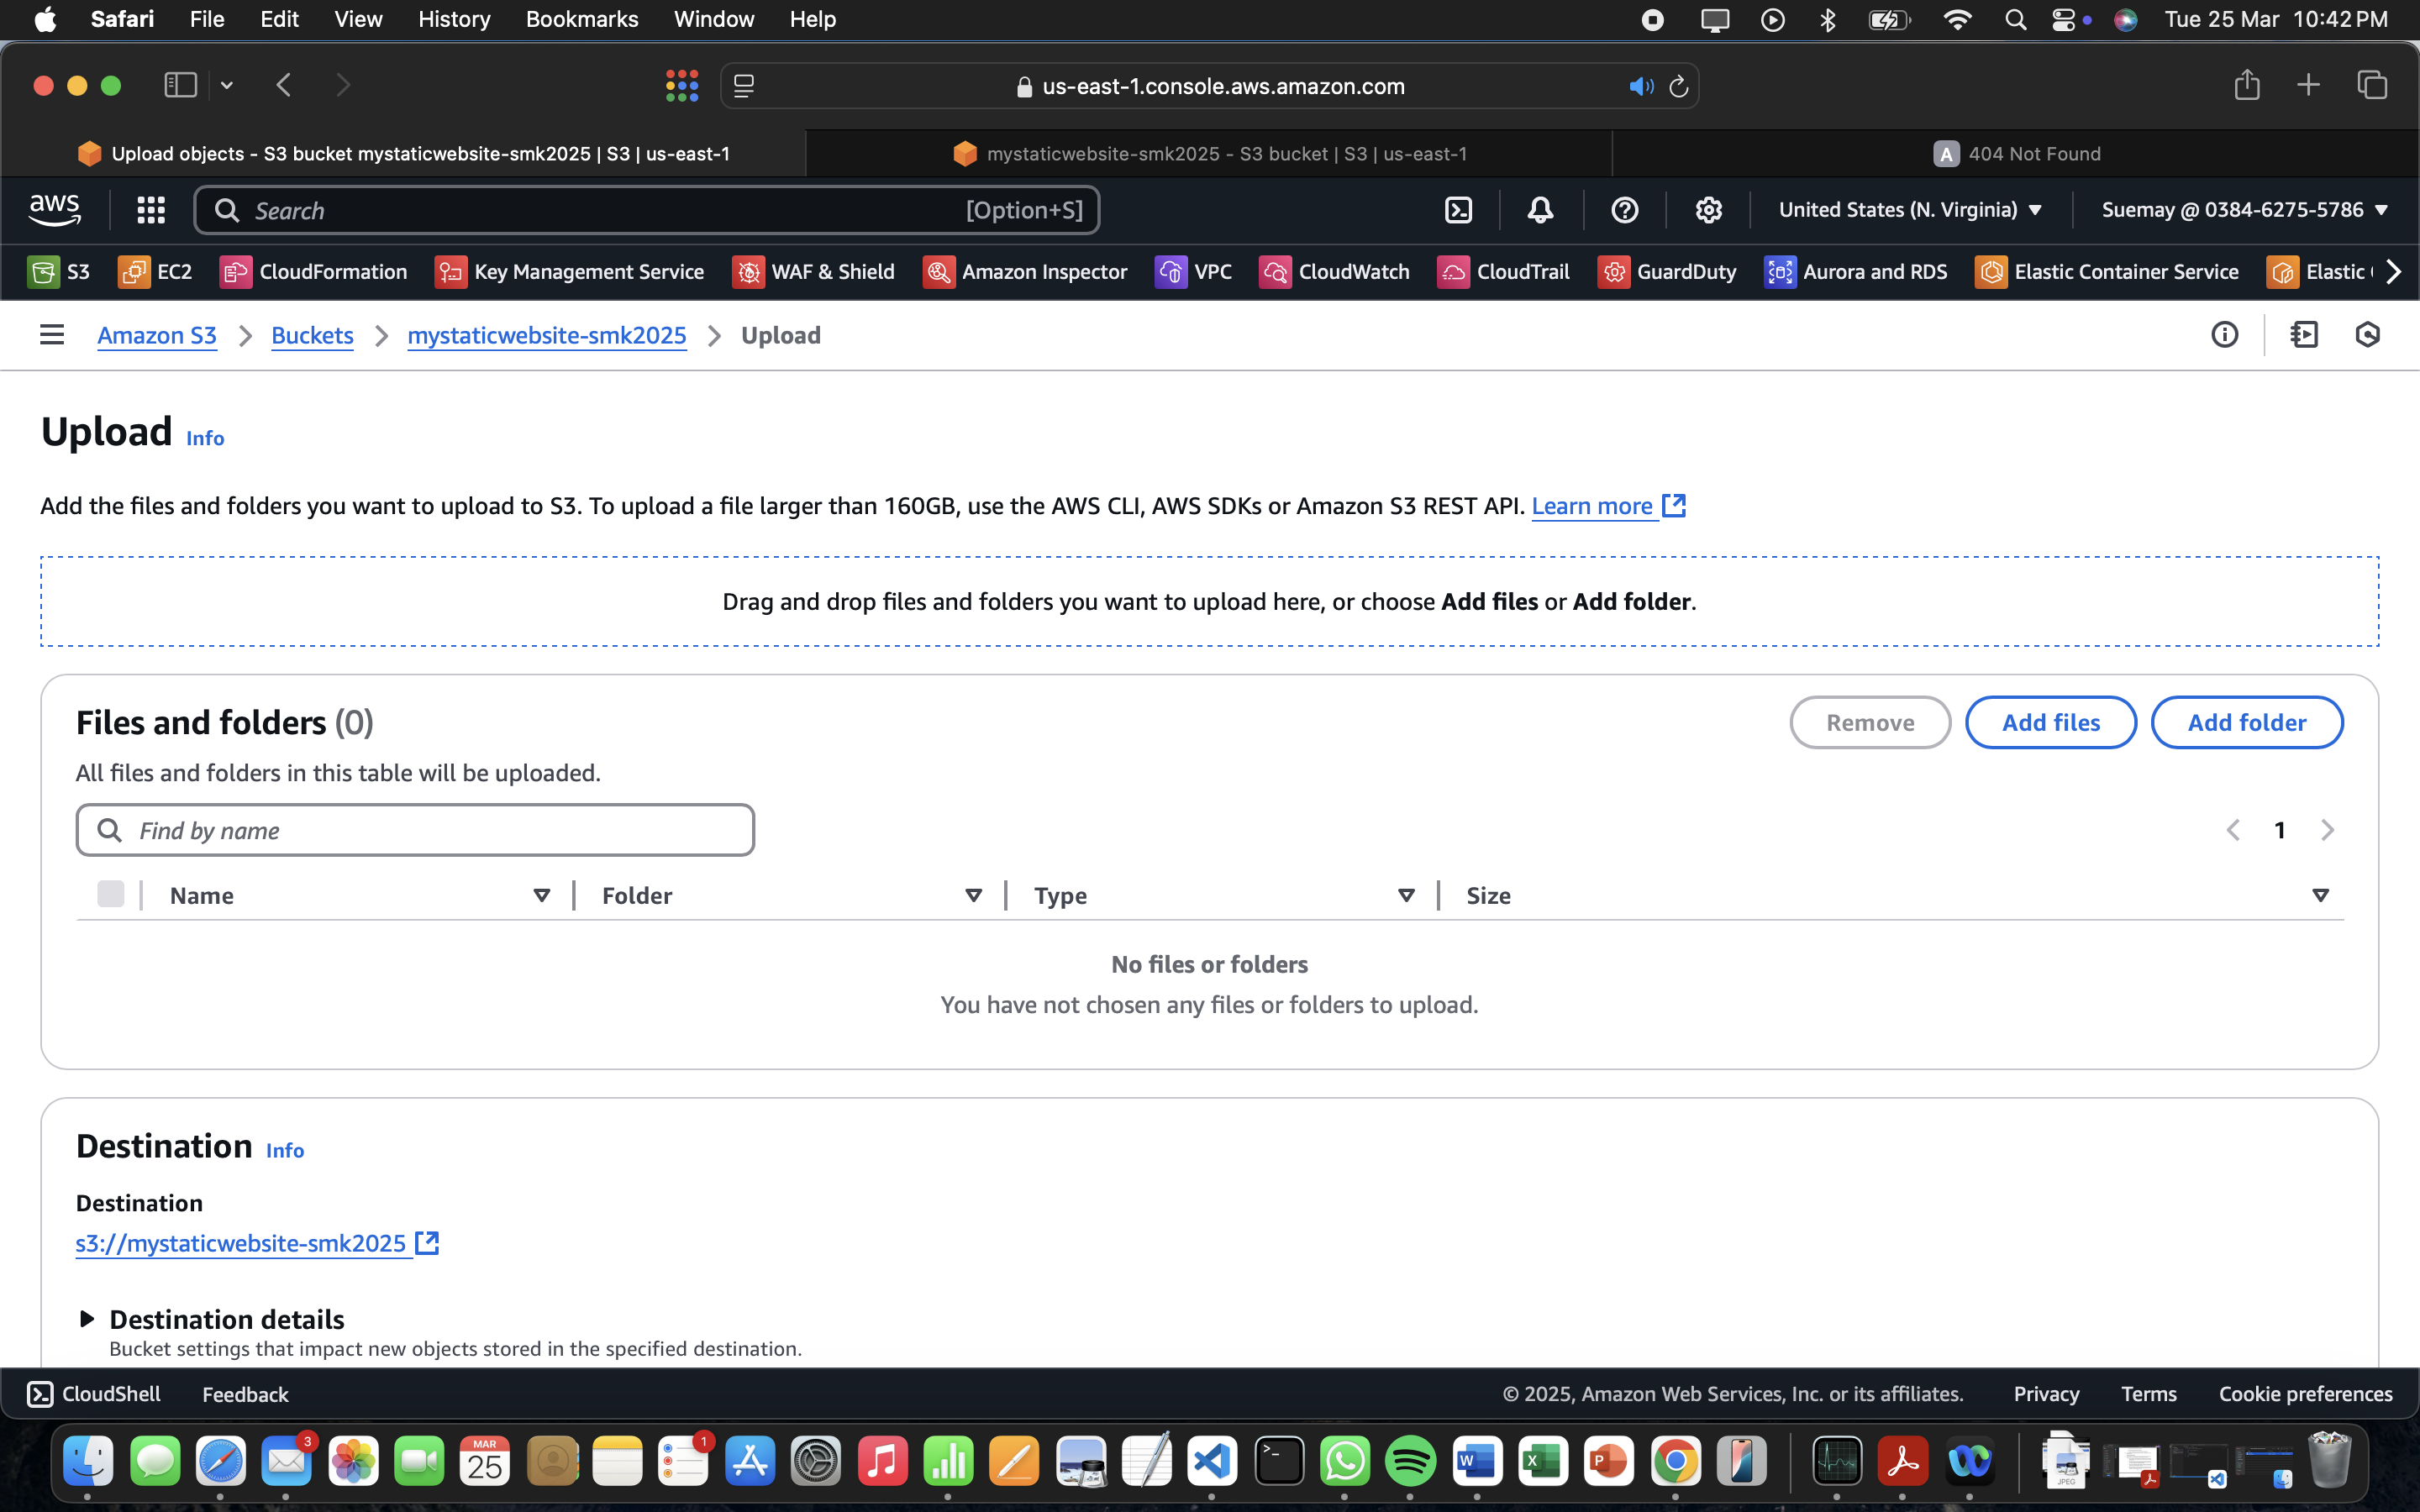 Safari File Edit View History Bookmarks Window Help Tue 25 Mar 10:42 PM
us-east-1.console.aws.amazon.com
Upload objects - S3 bucket mystaticwebsite-smk2025 | S3 | us-east-1 mystaticwebsite-smk2025 - S3 bucket | S3 | us-east-1 A 404 Not Found
aws Search [Option+S] United States (N. Virginia) Suemay @ 0384-6275-5786
S3 EC2 CloudFormation Key Management Service WAF & Shield Amazon Inspector VPC CloudWatch CloudTrail GuardDuty Aurora and RDS Elastic Container Service Elastic
Amazon S3 Buckets mystaticwebsite-smk2025 Upload
Upload Info
Add the files and folders you want to upload to S3. To upload a file larger than 160GB, use the AWS CLI, AWS SDKs or Amazon S3 REST API. Learn more
Drag and drop files and folders you want to upload here, or choose Add files or Add folder.
Files and folders (0) Remove Add files Add folder
All files and folders in this table will be uploaded.
Find by name 1
Name Folder Type Size
No files or folders
You have not chosen any files or folders to upload.
Destination Info
Destination
s3://mystaticwebsite-smk2025
Destination details
Bucket settings that impact new objects stored in the specified destination.
CloudShell Feedback © 2025, Amazon Web Services, Inc. or its affiliates. Privacy Terms Cookie preferences
3 MAR 25 1 W X P JPEG